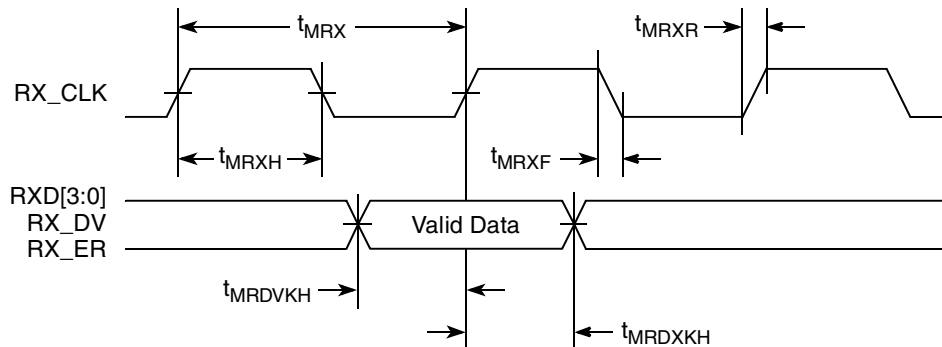 tMRX
tMRXR
RX_CLK
tMRXH
tMRXF
RXD[3:0]
RX_DV
RX_ER
Valid Data
tMRDVKH
tMRDXKH